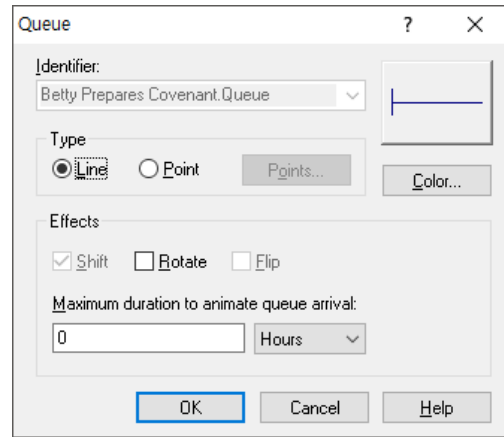 Queue
?
Identifier:
Betty Prepares Covenant.Queue
Type
Line Point Points...
Color...
Effects
Shift Rotate Flip
Maximum duration to animate queue arrival:
0 Hours
OK Cancel Help